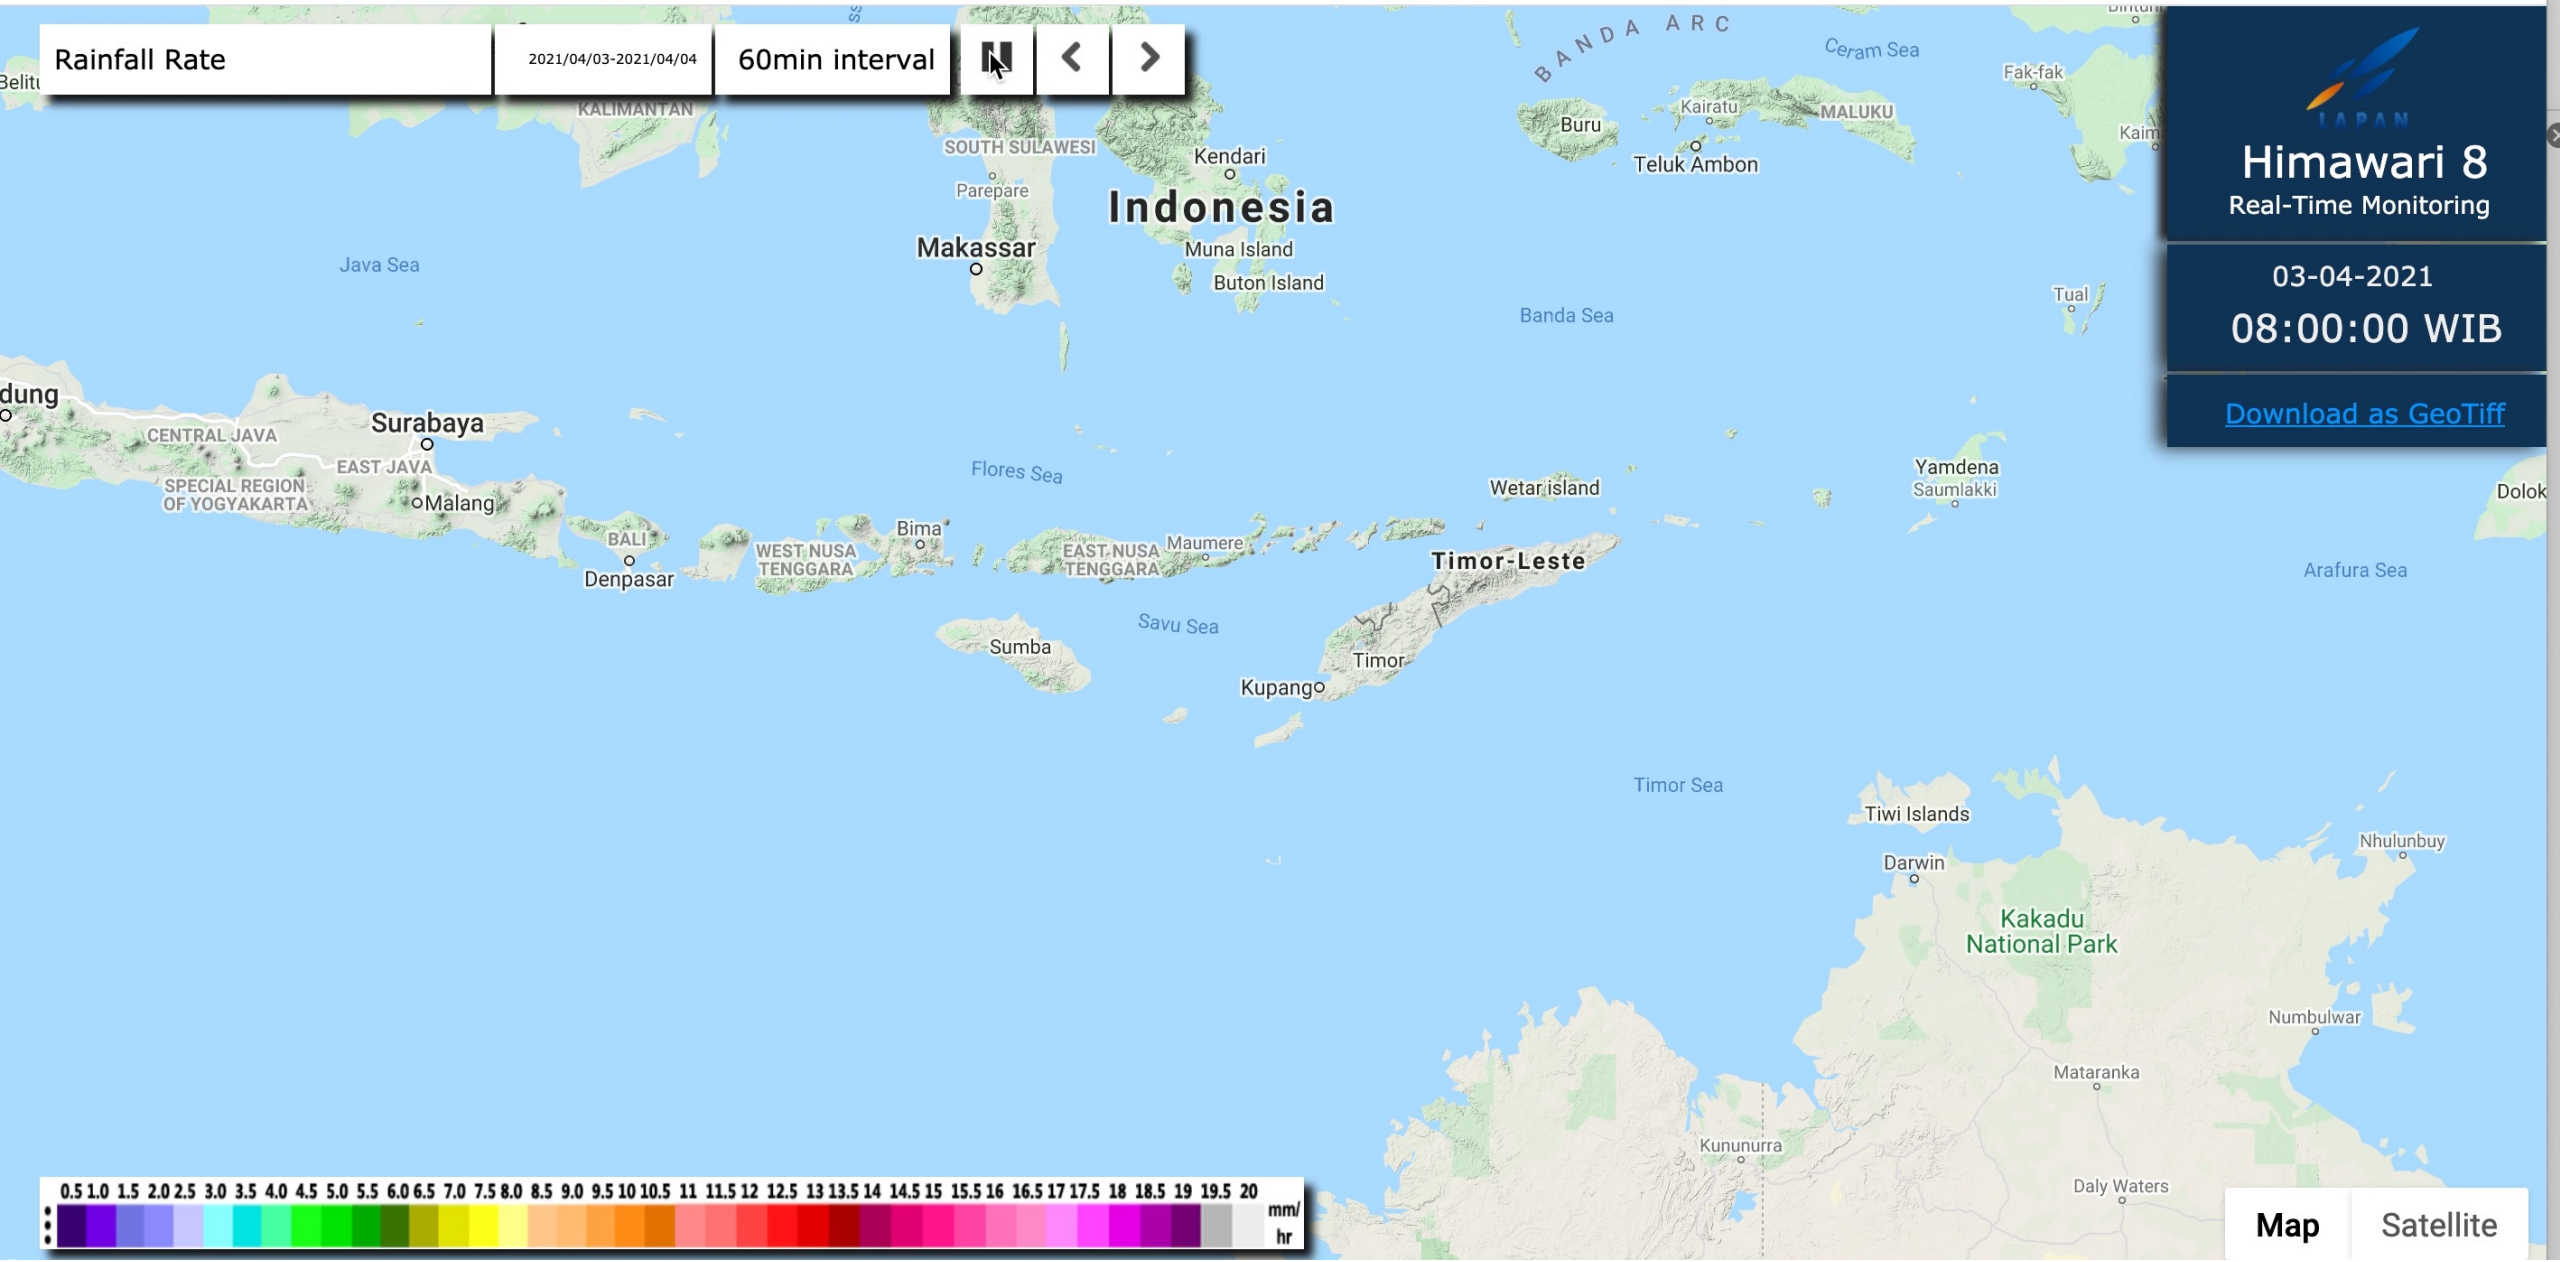 Rainfall Rate
2021/04/03-2021/04/04
60min interval
LAPAN
Himawari 8
Real-Time Monitoring
03-04-2021
08:00:00 WIB
Download as GeoTiff
BANDA ARC
Ceram Sea
Fak-fak
KALIMANTAN
SOUTH SULAWESI
Parepare
Kendari
Indonesia
Makassar
Muna Island
Buton Island
Buru
Kairatu
MALUKU
Teluk Ambon
Java Sea
Banda Sea
Tual
dung
CENTRAL JAVA
Surabaya
EAST JAVA
SPECIAL REGION
OF YOGYAKARTA
Malang
Flores Sea
Wetar island
Yamdena
Saumlakki
Dolok
BALI
Denpasar
WEST NUSA
TENGGARA
Bima
EAST NUSA
TENGGARA
Maumere
Timor-Leste
Arafura Sea
Savu Sea
Sumba
Timor
Kupang
Timor Sea
Tiwi Islands
Darwin
Nhulunbuy
Kakadu
National Park
Numbulwar
Mataranka
Kununurra
Daly Waters
0.5 1.0 1.5 2.0 2.5 3.0 3.5 4.0 4.5 5.0 5.5 6.0 6.5 7.0 7.5 8.0 8.5 9.0 9.5 10 10.5 11 11.5 12 12.5 13 13.5 14 14.5 15 15.5 16 16.5 17 17.5 18 18.5 19 19.5 20
mm/
hr
Map
Satellite